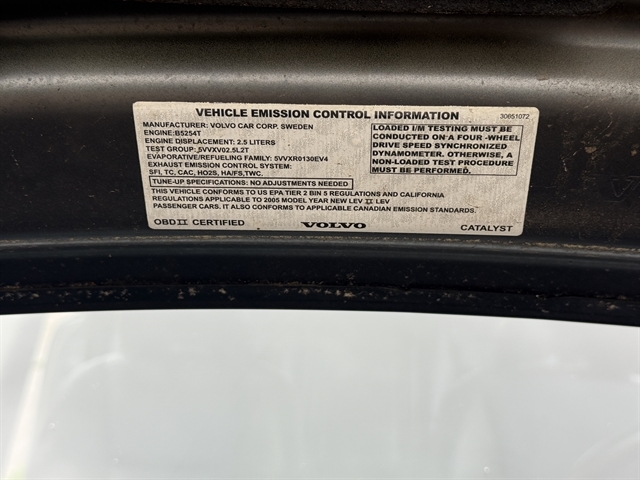 VEHICLE EMISSION CONTROL INFORMATION
30651072
MANUFACTURER: VOLVO CAR CORP. SWEDEN
ENGINE:B5254T
ENGINE DISPLACEMENT: 2.5 LITERS
TEST GROUP: 5VVXV02.5L2T
EVAPORATIVE/REFUELING FAMILY: 5VVXR0130EV4
EXHAUST EMISSION CONTROL SYSTEM:
SFI, TC, CAC, HO2S, HAFS,TWC.
LOADED I/M TESTING MUST BE
CONDUCTED ON A FOUR -WHEEL
DRIVE SPEED SYNCHRONIZED
DYNAMOMETER. OTHERWISE, A
NON-LOADED TEST PROCEDURE
MUST BE PERFORMED.
TUNE-UP SPECIFICATIONS: NO ADJUSTMENTS NEEDED
THIS VEHICLE CONFORMS TO US EPA TIER 2 BIN 5 REGULATIONS AND CALIFORNIA
REGULATIONS APPLICABLE TO 2005 MODEL YEAR NEW LEV II LEV
PASSENGER CARS. IT ALSO CONFORMS TO APPLICABLE CANADIAN EMISSION STANDARDS.
OBD II CERTIFIED
VOLVO
CATALYST